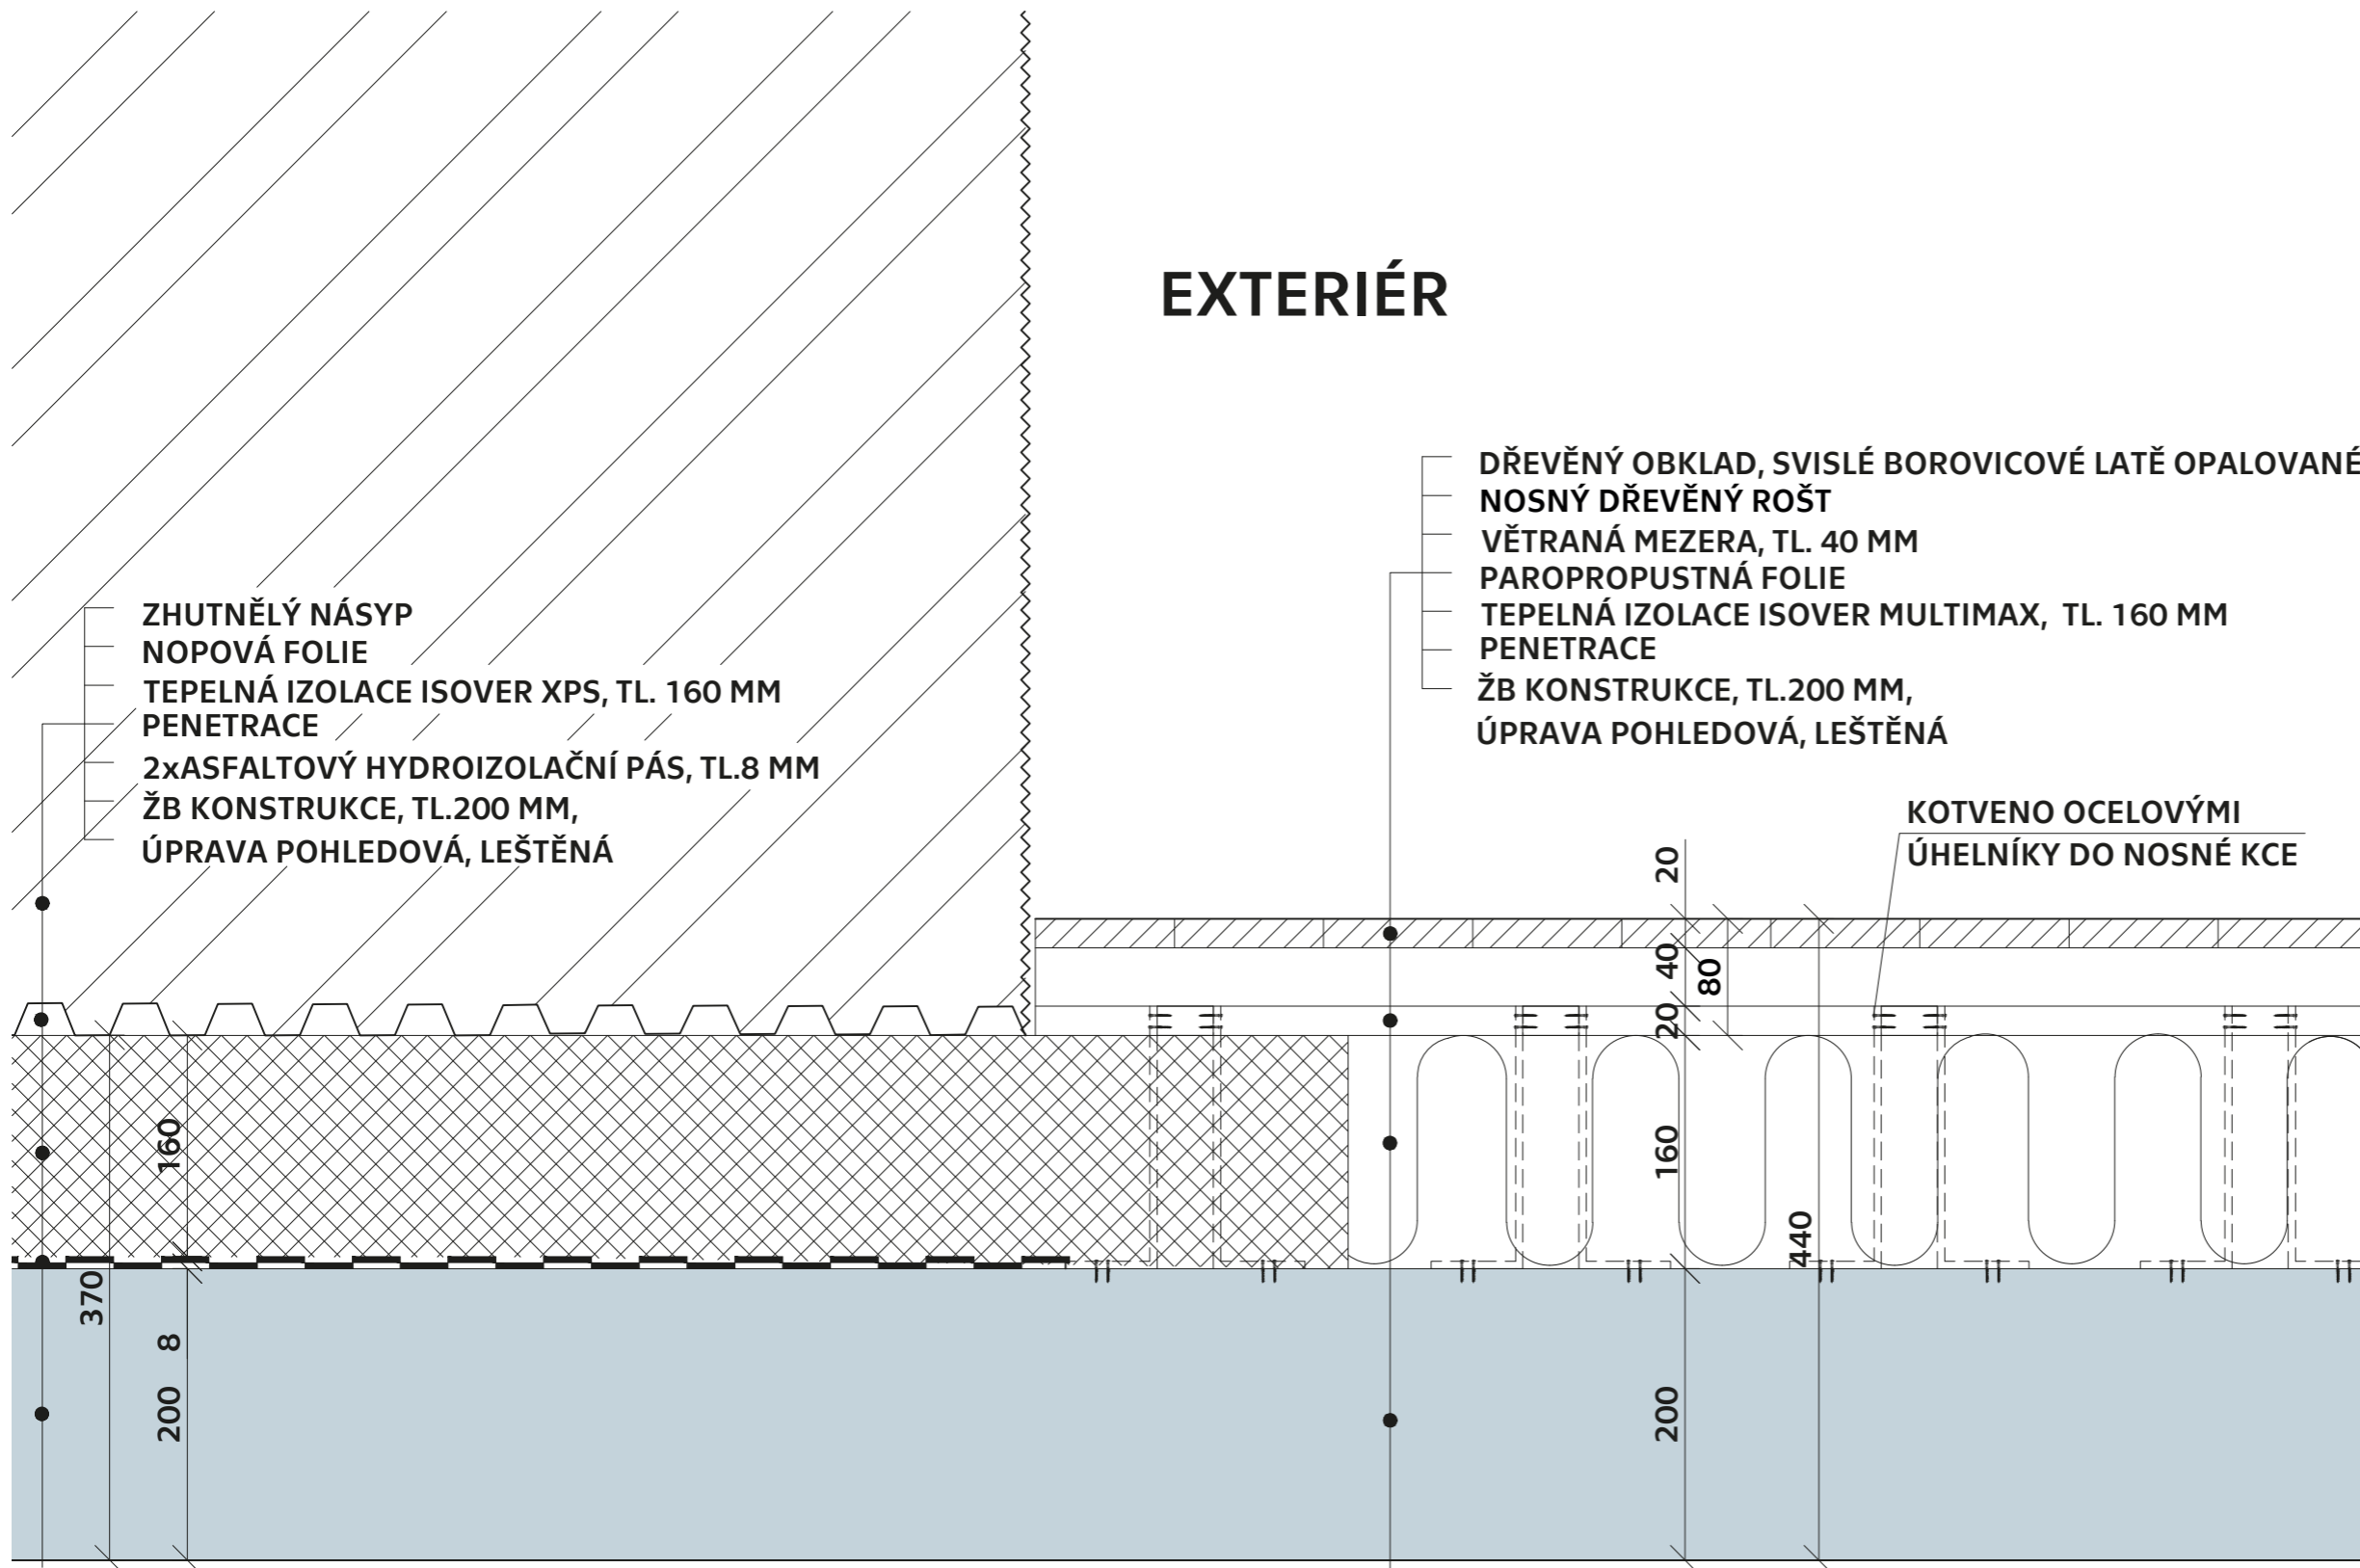 EXTERIÉR
ZHUTNĚLÝ NÁSYP
NOPOVÁ FOLIE
TEPELNÁ IZOLACE ISOVER XPS, TL. 160 MM
PENETRACE
2xASFALTOVÝ HYDROIZOLAČNÍ PÁS, TL.8 MM
ŽB KONSTRUKCE, TL.200 MM,
ÚPRAVA POHLEDOVÁ, LEŠTĚNÁ
DŘEVĚNÝ OBKLAD, SVISLÉ BOROVICOVÉ LATĚ OPALOVANÉ
NOSNÝ DŘEVĚNÝ ROŠT
VĚTRANÁ MEZERA, TL. 40 MM
PAROPROPUSTNÁ FOLIE
TEPELNÁ IZOLACE ISOVER MULTIMAX, TL. 160 MM
PENETRACE
ŽB KONSTRUKCE, TL.200 MM,
ÚPRAVA POHLEDOVÁ, LEŠTĚNÁ
KOTVENO OCELOVÝMI
ÚHELNÍKY DO NOSNÉ KCE
370
160
8
200
20
40
80
20
160
440
200